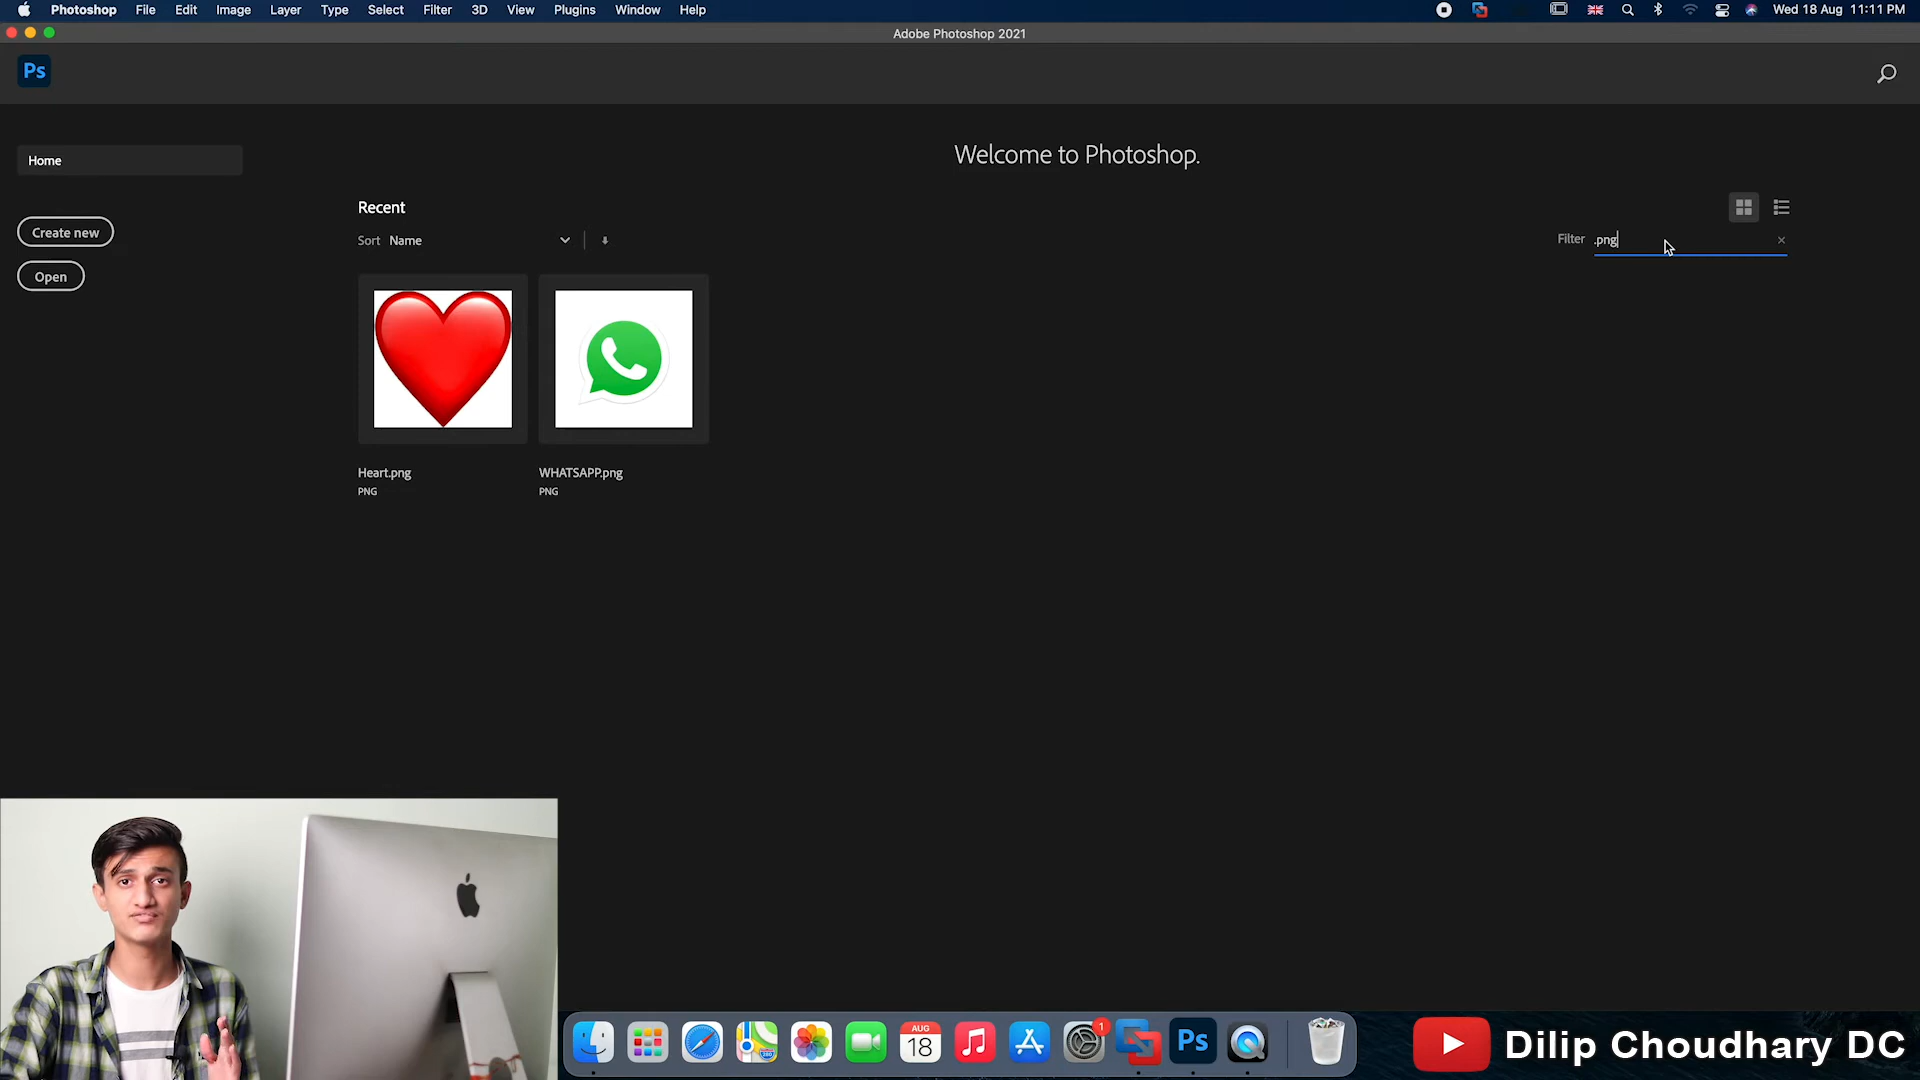 Photoshop File Edit Image Layer Type Select Filter 3D View Plugins Window Help Wed 18 Aug 11:11 PM
Adobe Photoshop 2021
Ps
Home
Welcome to Photoshop.
Recent
Create new
Sort Name
Filter .png
Open
Heart.png
PNG
WHATSAPP.png
PNG
AUG
18
1
Ps
Dilip Choudhary DC